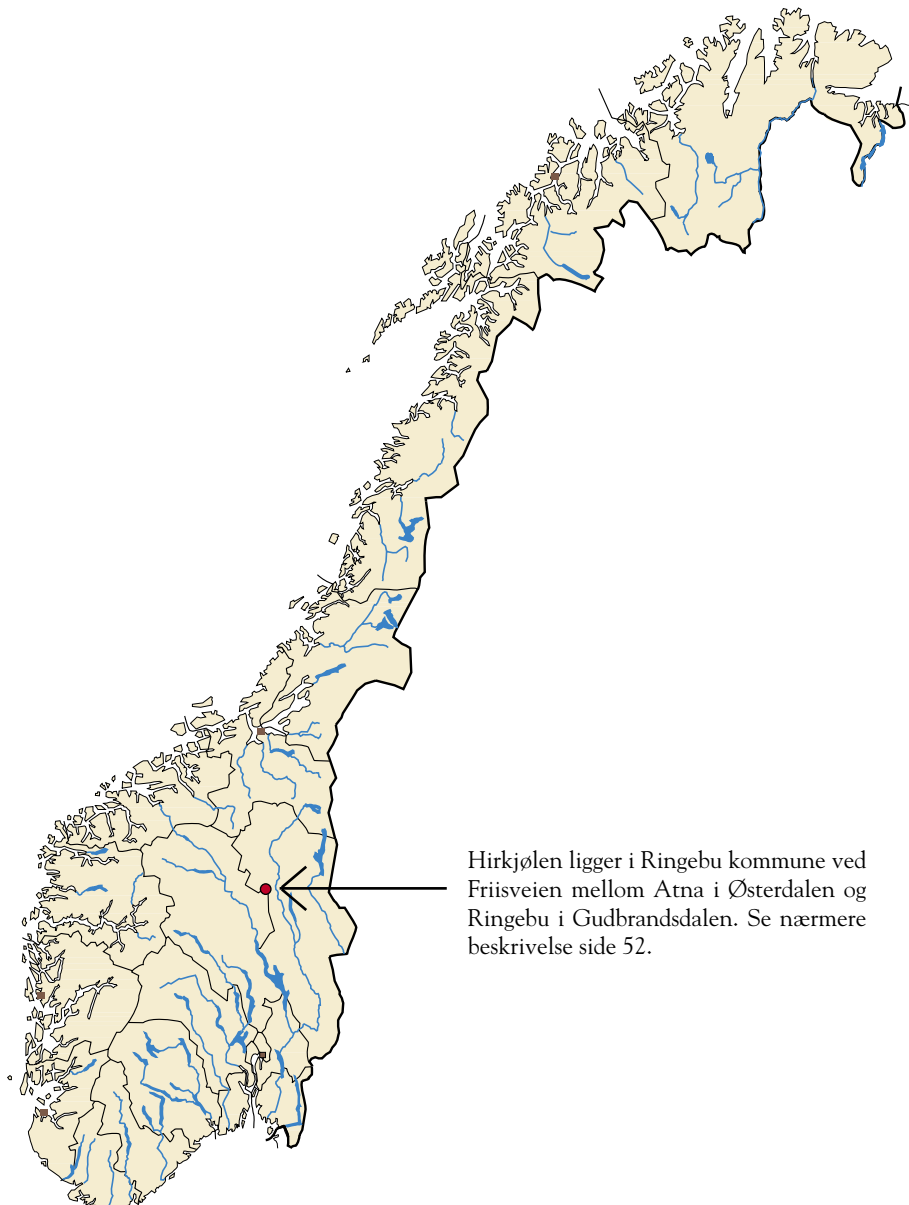 Hirkjølen ligger i Ringebu kommune ved
Friisveien mellom Atna i Østerdalen og
Ringebu i Gudbrandsdalen. Se nærmere
beskrivelse side 52.